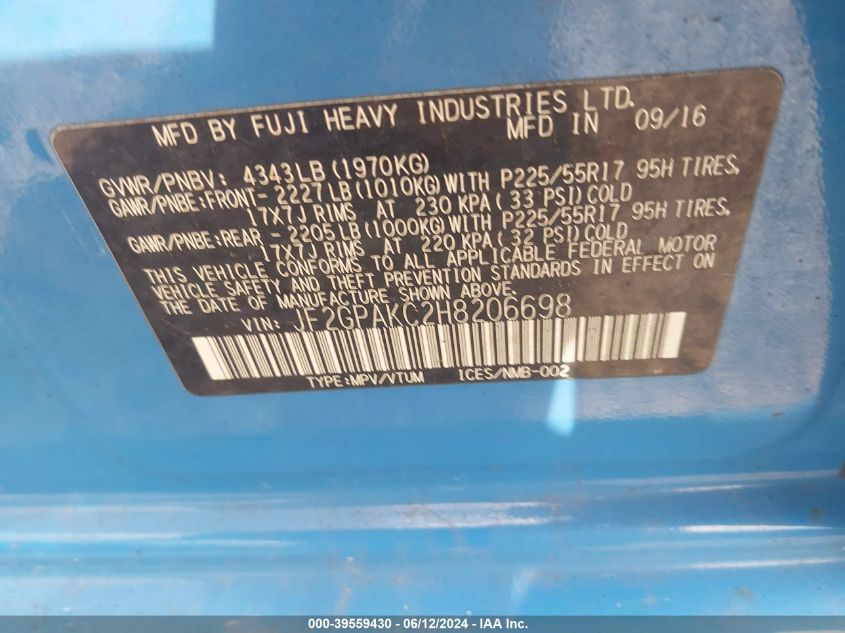 MFD BY FUJI HEAVY INDUSTRIES LTD.
MFD IN 09/16
GVWR/PNBV: 4343LB (1970KG)
GAWR/PNBE:FRONT- 2227LB (1010KG) WITH P225/55R17 95H TIRES,
17X7J RIMS AT 230 KPA (33 PSI) COLD
GAWR/PNBE:REAR - 2205LB (1000KG) WITH P225/55R17 95H TIRES,
17X7J RIMS AT 220 KPA (32 PSI) COLD
THIS VEHICLE CONFORMS TO ALL APPLICABLE FEDERAL MOTOR
VEHICLE SAFETY AND THEFT PREVENTION STANDARDS IN EFFECT ON
THE DATE OF MANUFACTURE SHOWN ABOVE.
VIN: JF2GPAKC2H8206698
TYPE:MPV/VTUM ICES/NMB-002
000-39559430 - 06/12/2024 - IAA Inc.